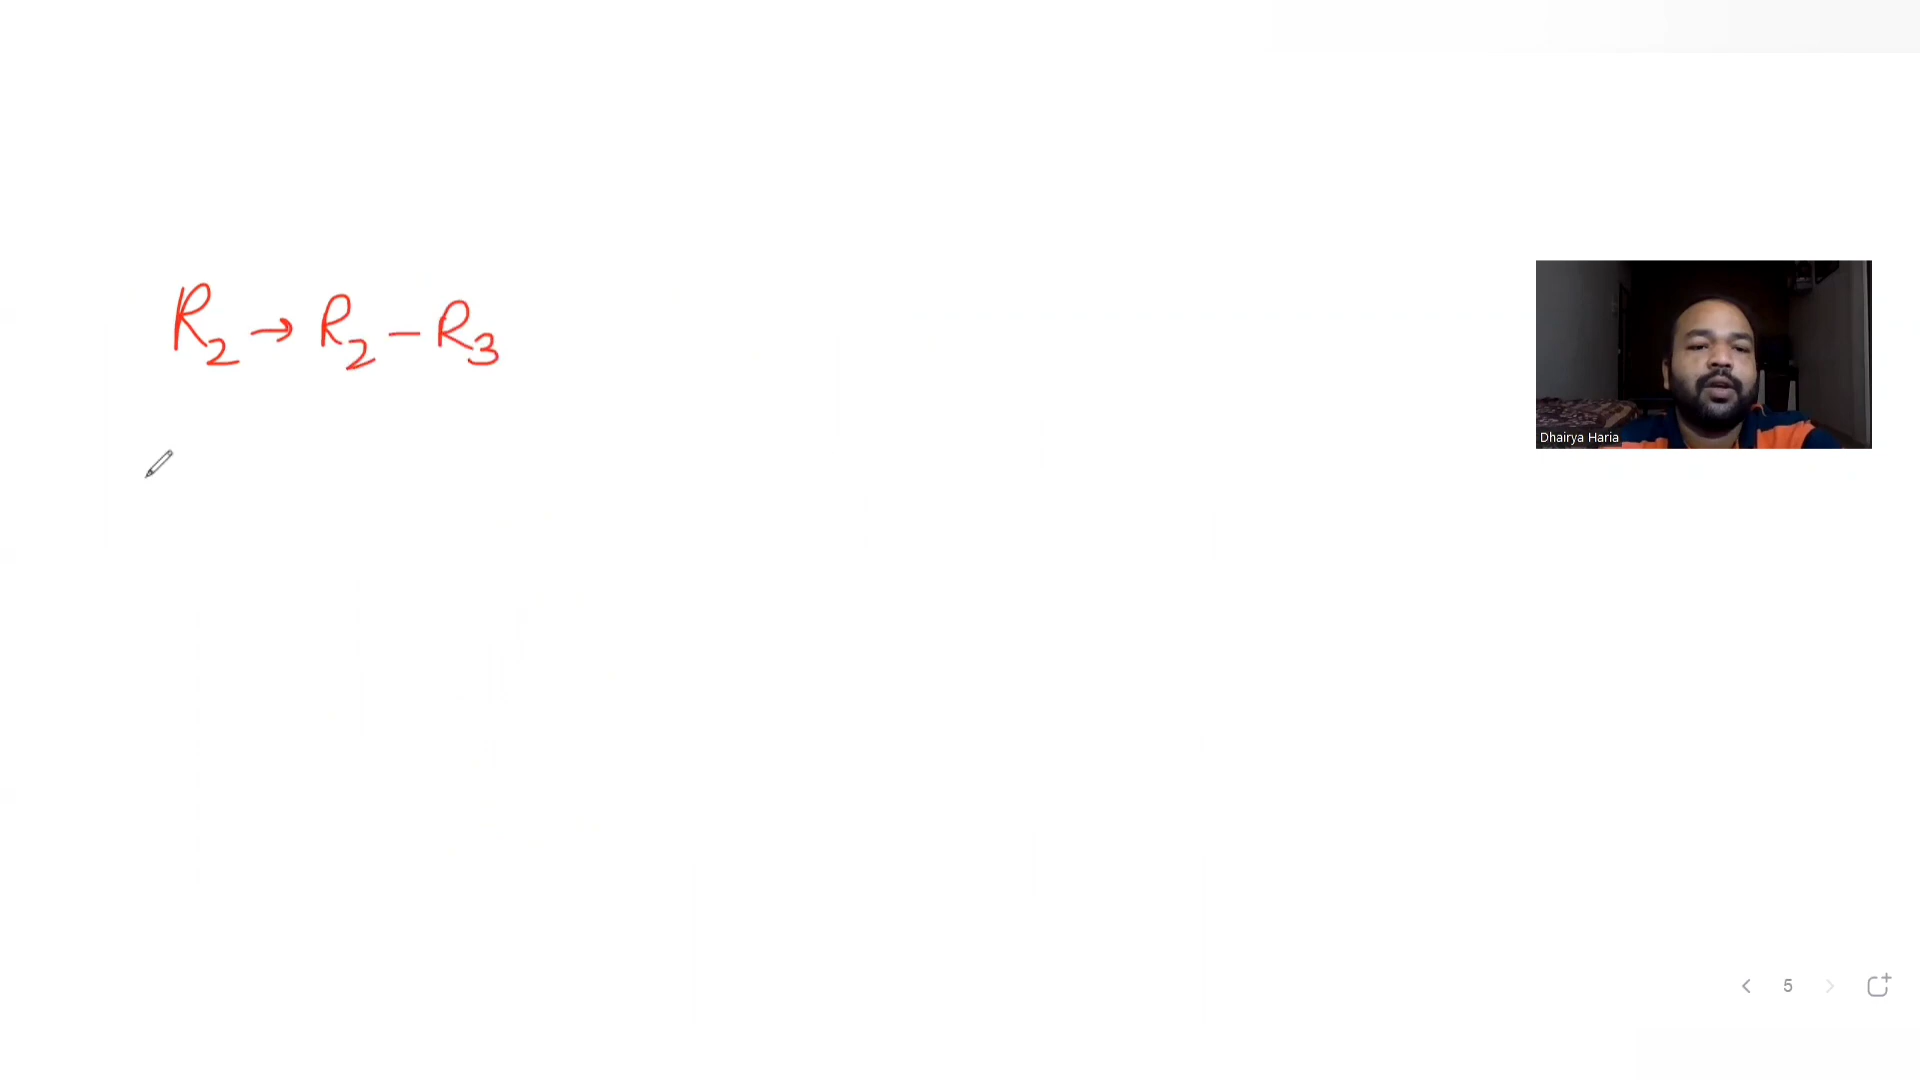 R₂ → R₂ – R₃
Dhairya Haria
5